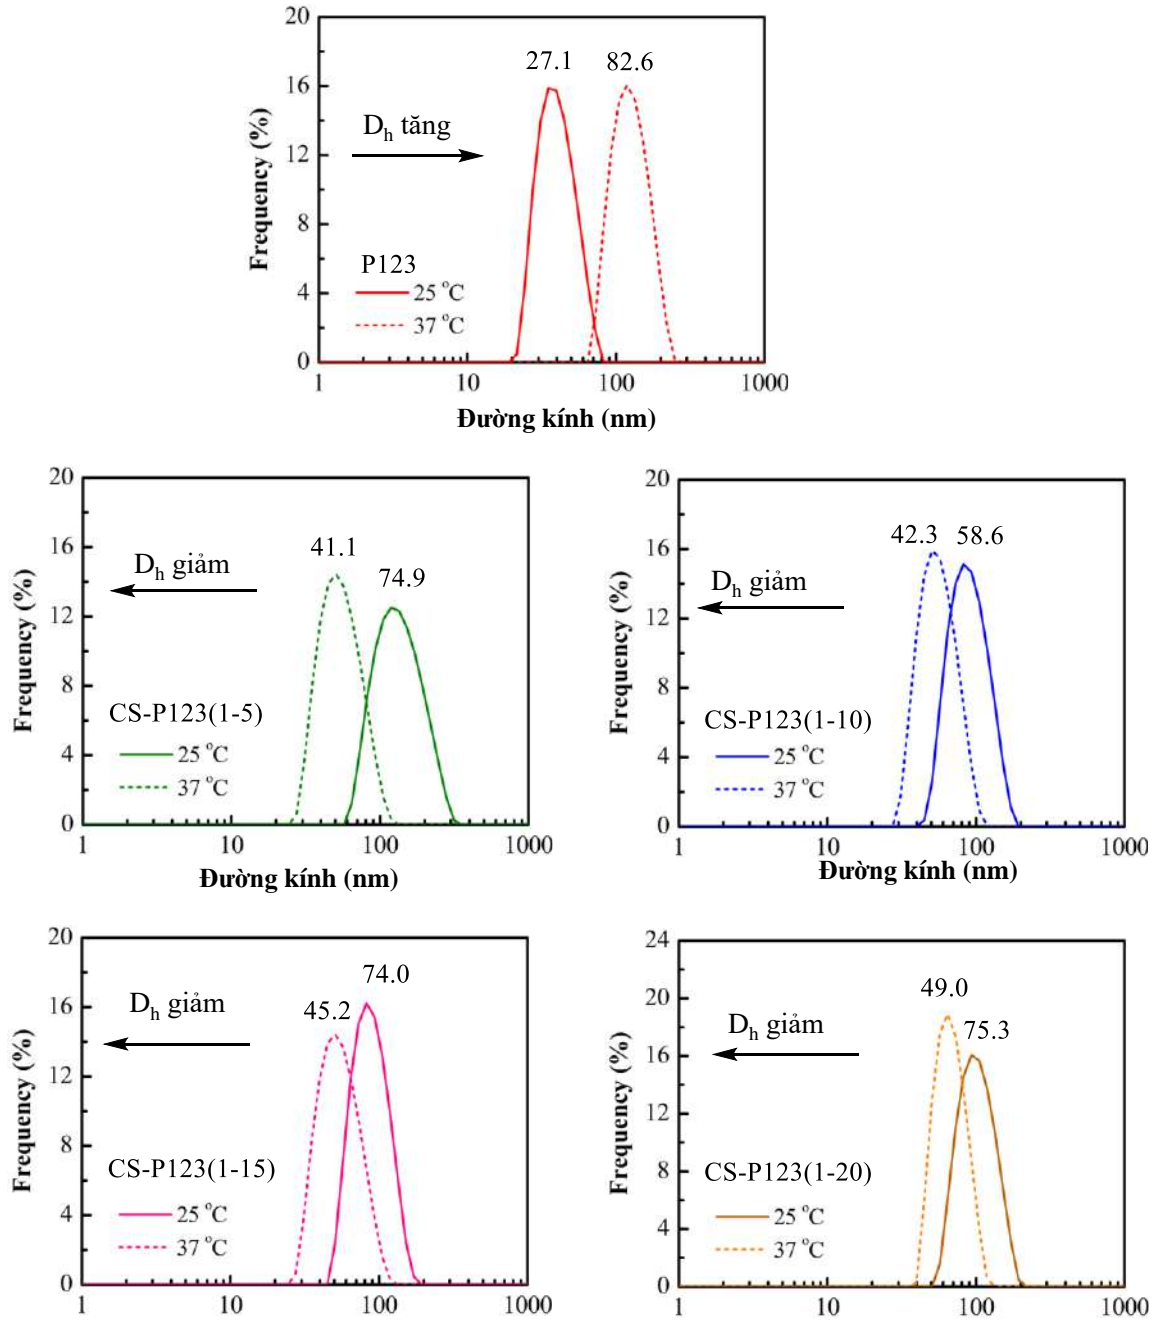 20
27.1
82.6
16
D_h tăng
12
8
P123
4
25 °C
37 °C
0
1
10
100
1000
Frequency (%)
Đường kính (nm)
20
16
41.1
D_h giảm
74.9
12
8
CS-P123(1-5)
4
25 °C
37 °C
0
1
10
100
1000
Frequency (%)
Đường kính (nm)
20
16
42.3
58.6
D_h giảm
12
8
CS-P123(1-10)
4
25 °C
37 °C
0
1
10
100
1000
Frequency (%)
Đường kính (nm)
20
74.0
16
D_h giảm
45.2
12
8
CS-P123(1-15)
4
25 °C
37 °C
0
1
10
100
1000
Frequency (%)
24
49.0
20
D_h giảm
75.3
16
12
8
CS-P123(1-20)
4
25 °C
37 °C
0
1
10
100
1000
Frequency (%)